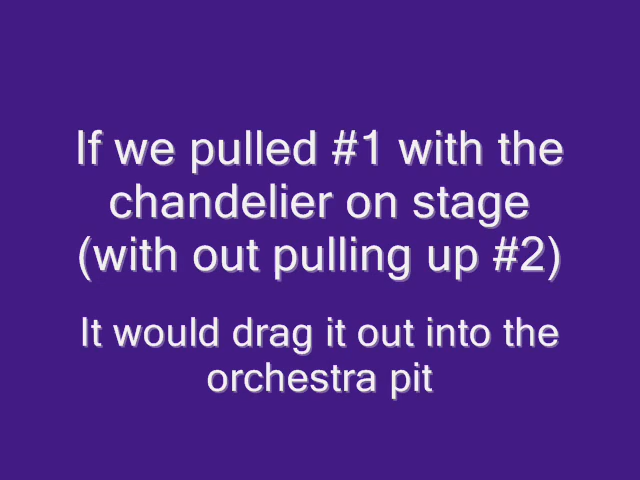 If we pulled #1 with the
chandelier on stage
(with out pulling up #2)
It would drag it out into the
orchestra pit